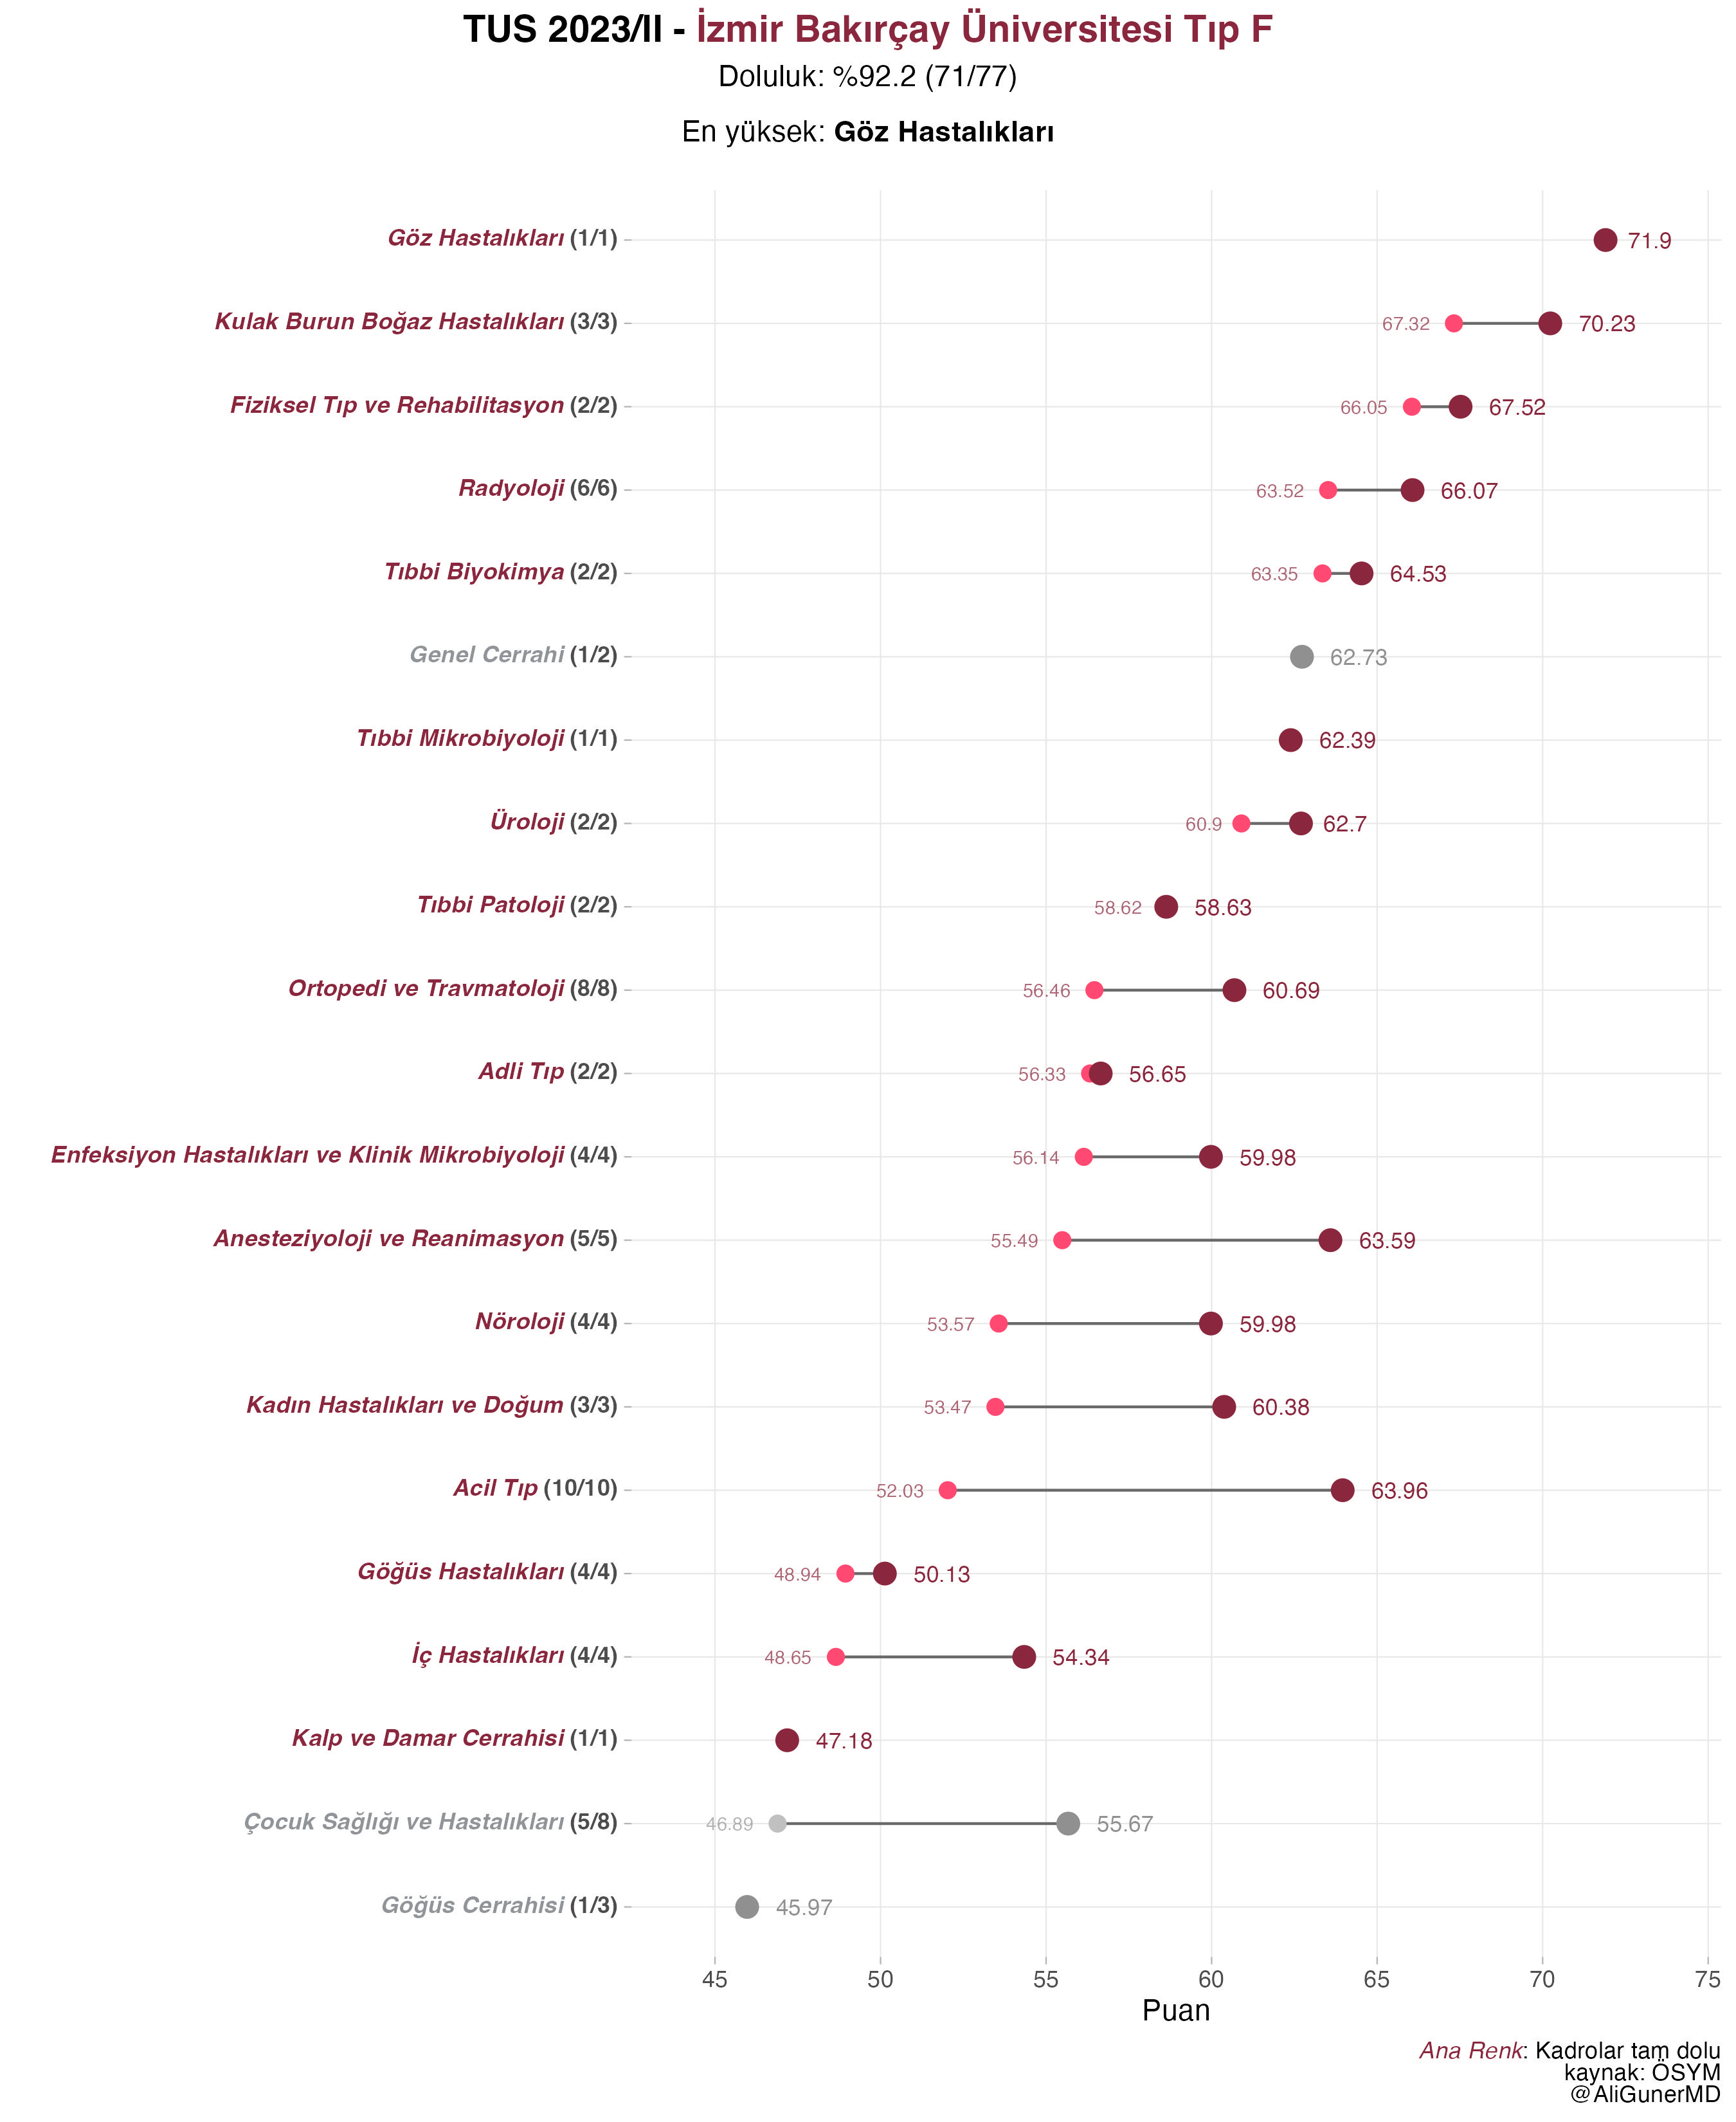 TUS 2023/II - İzmir Bakırçay Üniversitesi Tıp F
Doluluk: %92.2 (71/77)
En yüksek: Göz Hastalıkları
Göz Hastalıkları (1/1) 71.9
Kulak Burun Boğaz Hastalıkları (3/3) 67.32 70.23
Fiziksel Tıp ve Rehabilitasyon (2/2) 66.05 67.52
Radyoloji (6/6) 63.52 66.07
Tıbbi Biyokimya (2/2) 63.35 64.53
Genel Cerrahi (1/2) 62.73
Tıbbi Mikrobiyoloji (1/1) 62.39
Üroloji (2/2) 60.9 62.7
Tıbbi Patoloji (2/2) 58.62 58.63
Ortopedi ve Travmatoloji (8/8) 56.46 60.69
Adli Tıp (2/2) 56.33 56.65
Enfeksiyon Hastalıkları ve Klinik Mikrobiyoloji (4/4) 56.14 59.98
Anesteziyoloji ve Reanimasyon (5/5) 55.49 63.59
Nöroloji (4/4) 53.57 59.98
Kadın Hastalıkları ve Doğum (3/3) 53.47 60.38
Acil Tıp (10/10) 52.03 63.96
Göğüs Hastalıkları (4/4) 48.94 50.13
İç Hastalıkları (4/4) 48.65 54.34
Kalp ve Damar Cerrahisi (1/1) 47.18
Çocuk Sağlığı ve Hastalıkları (5/8) 46.89 55.67
Göğüs Cerrahisi (1/3) 45.97
45 50 55 60 65 70 75
Puan
Ana Renk: Kadrolar tam dolu
kaynak: ÖSYM
@AliGunerMD